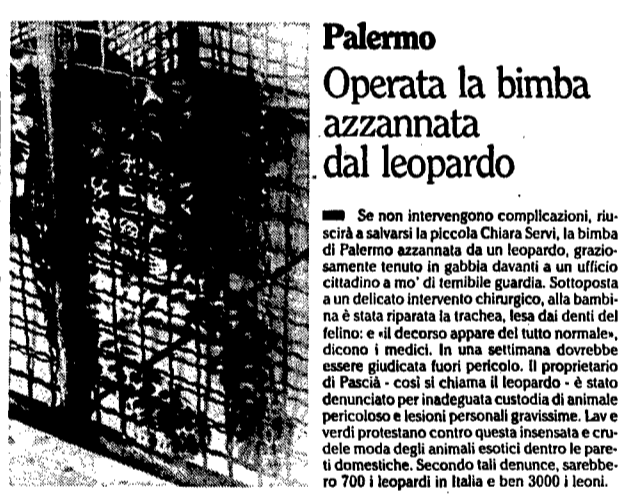 Palermo
Operata la bimba
azzannata
dal leopardo
Se non intervengono complicazioni, riu-
scirà a salvarsi la piccola Chiara Servi, la bimba
di Palermo azzannata da un leopardo, grazio-
samente tenuto in gabbia davanti a un ufficio
cittadino a mo' di temibile guardia. Sottoposta
a un delicato intervento chirurgico, alla bambi-
na è stata riparata la trachea, lesa dai denti del
felino: e «il decorso appare del tutto normale»,
dicono i medici. In una settimana dovrebbe
essere giudicata fuori pericolo. Il proprietario
di Pascià - così si chiama il leopardo - è stato
denunciato per inadeguata custodia di animale
pericoloso e lesioni personali gravissime. Lav e
verdi protestano contro questa insensata e cru-
dele moda degli animali esotici dentro le pare-
ti domestiche. Secondo tali denunce, sarebbe-
ro 700 i leopardi in Italia e ben 3000 i leoni.